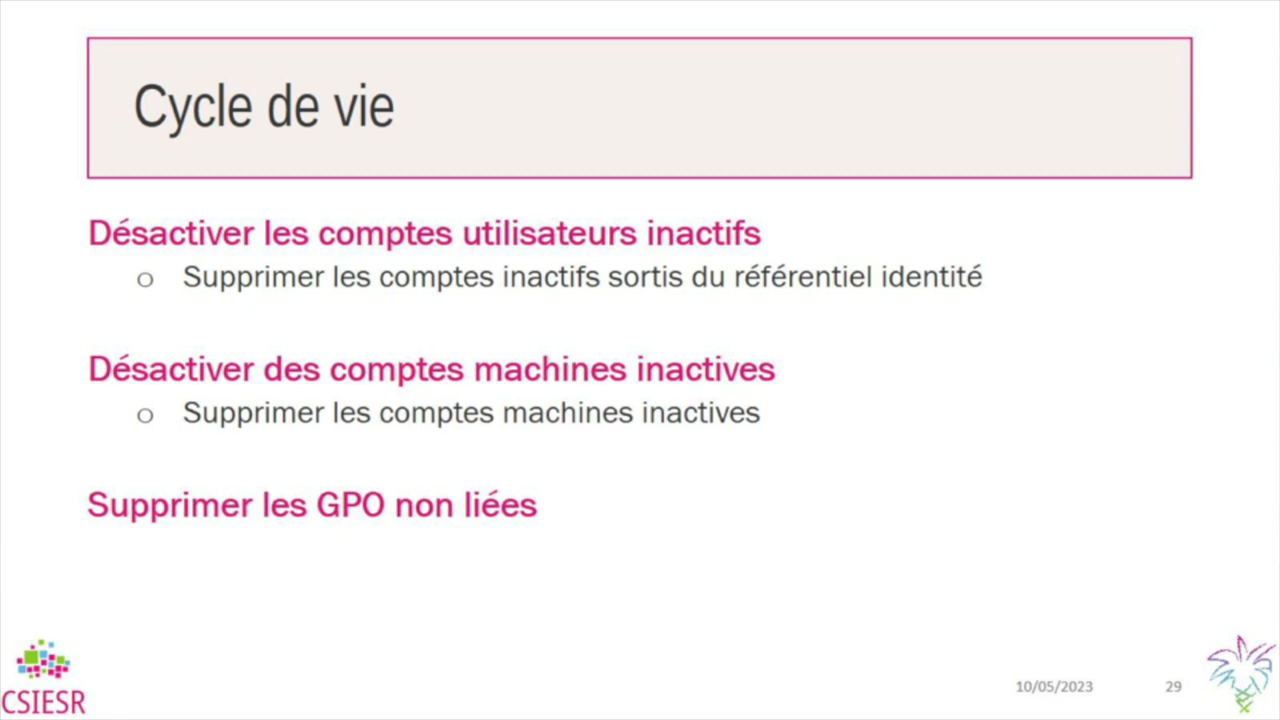 Cycle de vie
Désactiver les comptes utilisateurs inactifs
o Supprimer les comptes inactifs sortis du référentiel identité
Désactiver des comptes machines inactives
o Supprimer les comptes machines inactives
Supprimer les GPO non liées
CSIESR
10/05/2023
29